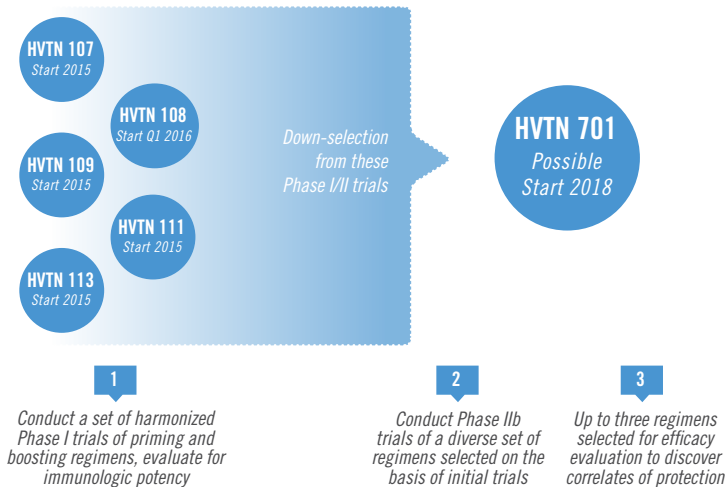 HVTN 107
Start 2015
HVTN 108
Start Q1 2016
HVTN 109
Start 2015
HVTN 111
Start 2015
HVTN 113
Start 2015
Down-selection
from these
Phase I/II trials
HVTN 701
Possible
Start 2018
1
Conduct a set of harmonized
Phase I trials of priming and
boosting regimens, evaluate for
immunologic potency
2
Conduct Phase IIb
trials of a diverse set of
regimens selected on the
basis of initial trials
3
Up to three regimens
selected for efficacy
evaluation to discover
correlates of protection